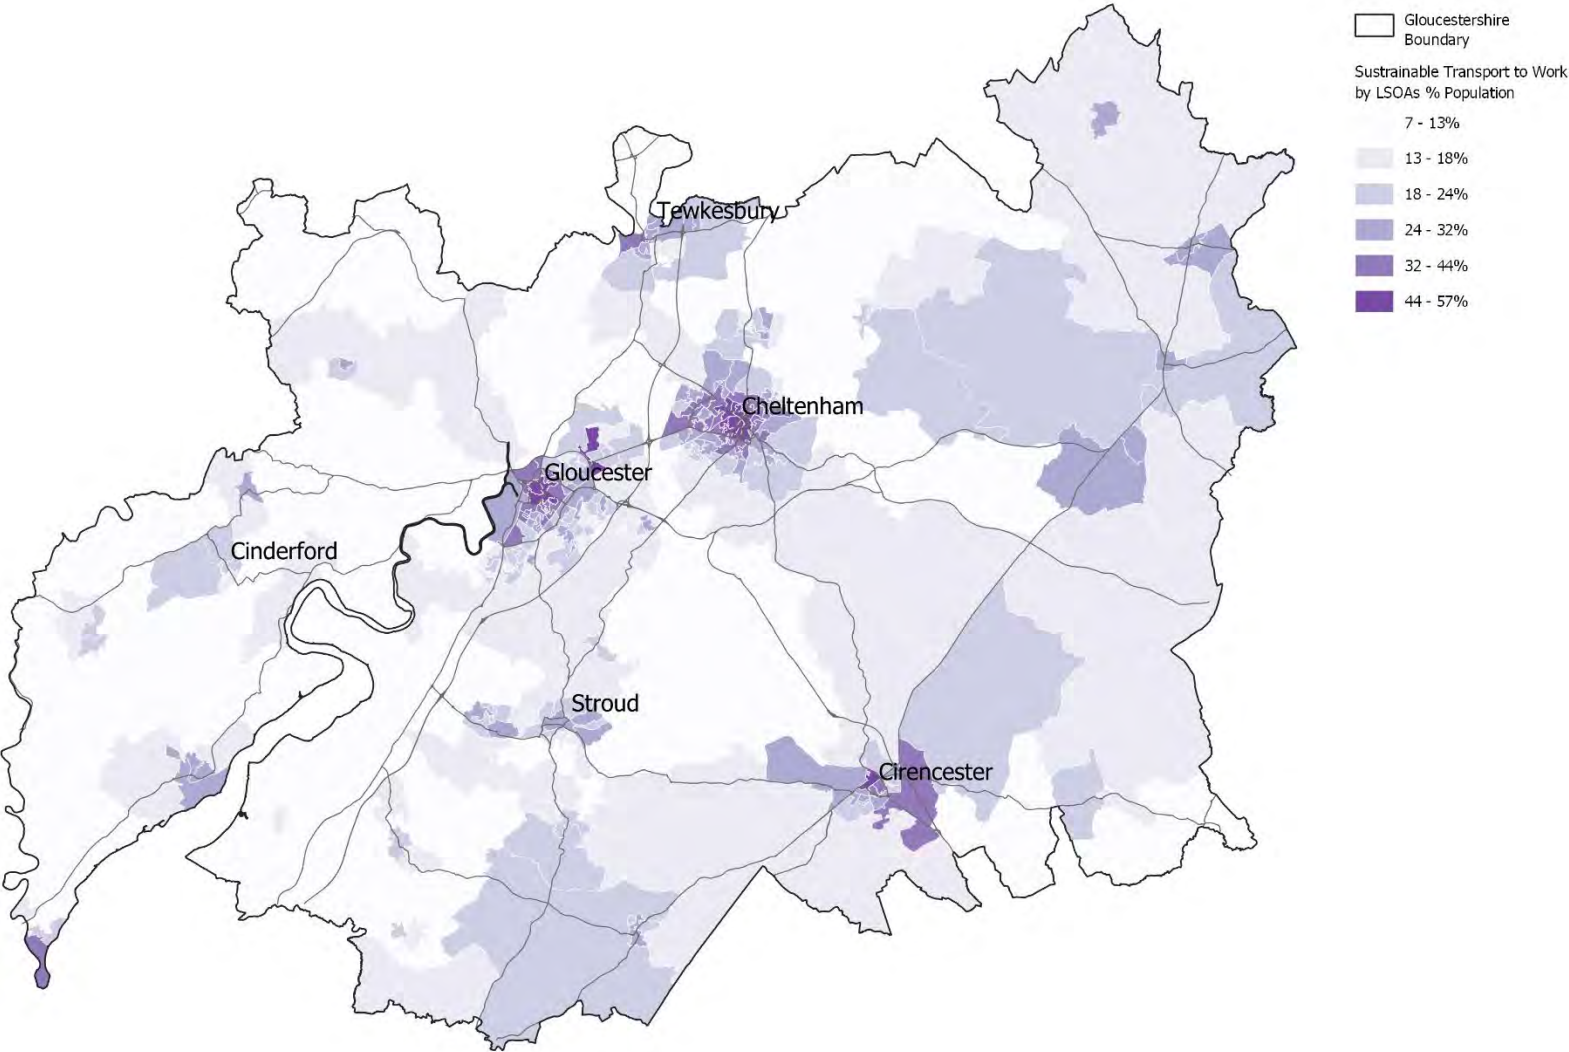 Gloucestershire
Boundary
Sustrainable Transport to Work
by LSOAs % Population
7 - 13%
13 - 18%
18 - 24%
24 - 32%
32 - 44%
44 - 57%
Tewkesbury
Cheltenham
Gloucester
Cinderford
Stroud
Cirencester